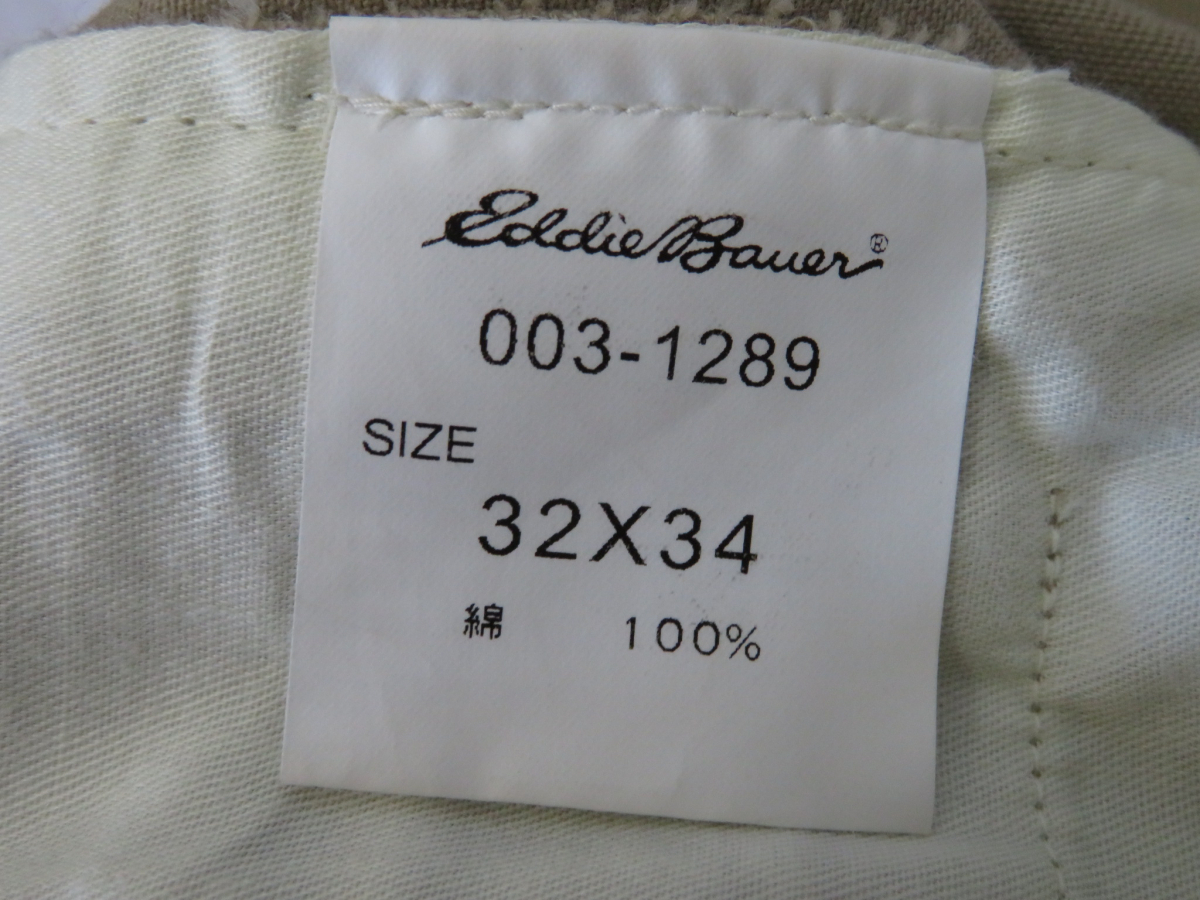 Eddie Bauer®
003-1289
SIZE
32X34
綿 100%